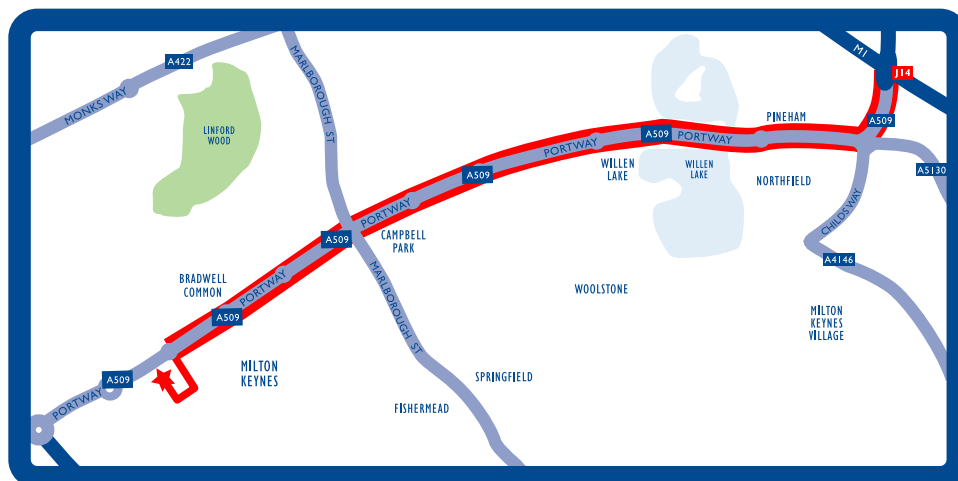 M1
A422
MARLBOROUGH ST
J14
MONKS WAY
LINFORD
WOOD
PINEHAM
A509
A509
PORTWAY
PORTWAY
WILLEN
LAKE
WILLEN
LAKE
A5130
A509
NORTHFIELD
PORTWAY
CHILDS WAY
A509
CAMPBELL
PARK
A4146
BRADWELL
COMMON
PORTWAY
MARLBOROUGH ST
WOOLSTONE
A509
MILTON
KEYNES
VILLAGE
MILTON
KEYNES
A509
SPRINGFIELD
PORTWAY
FISHERMEAD